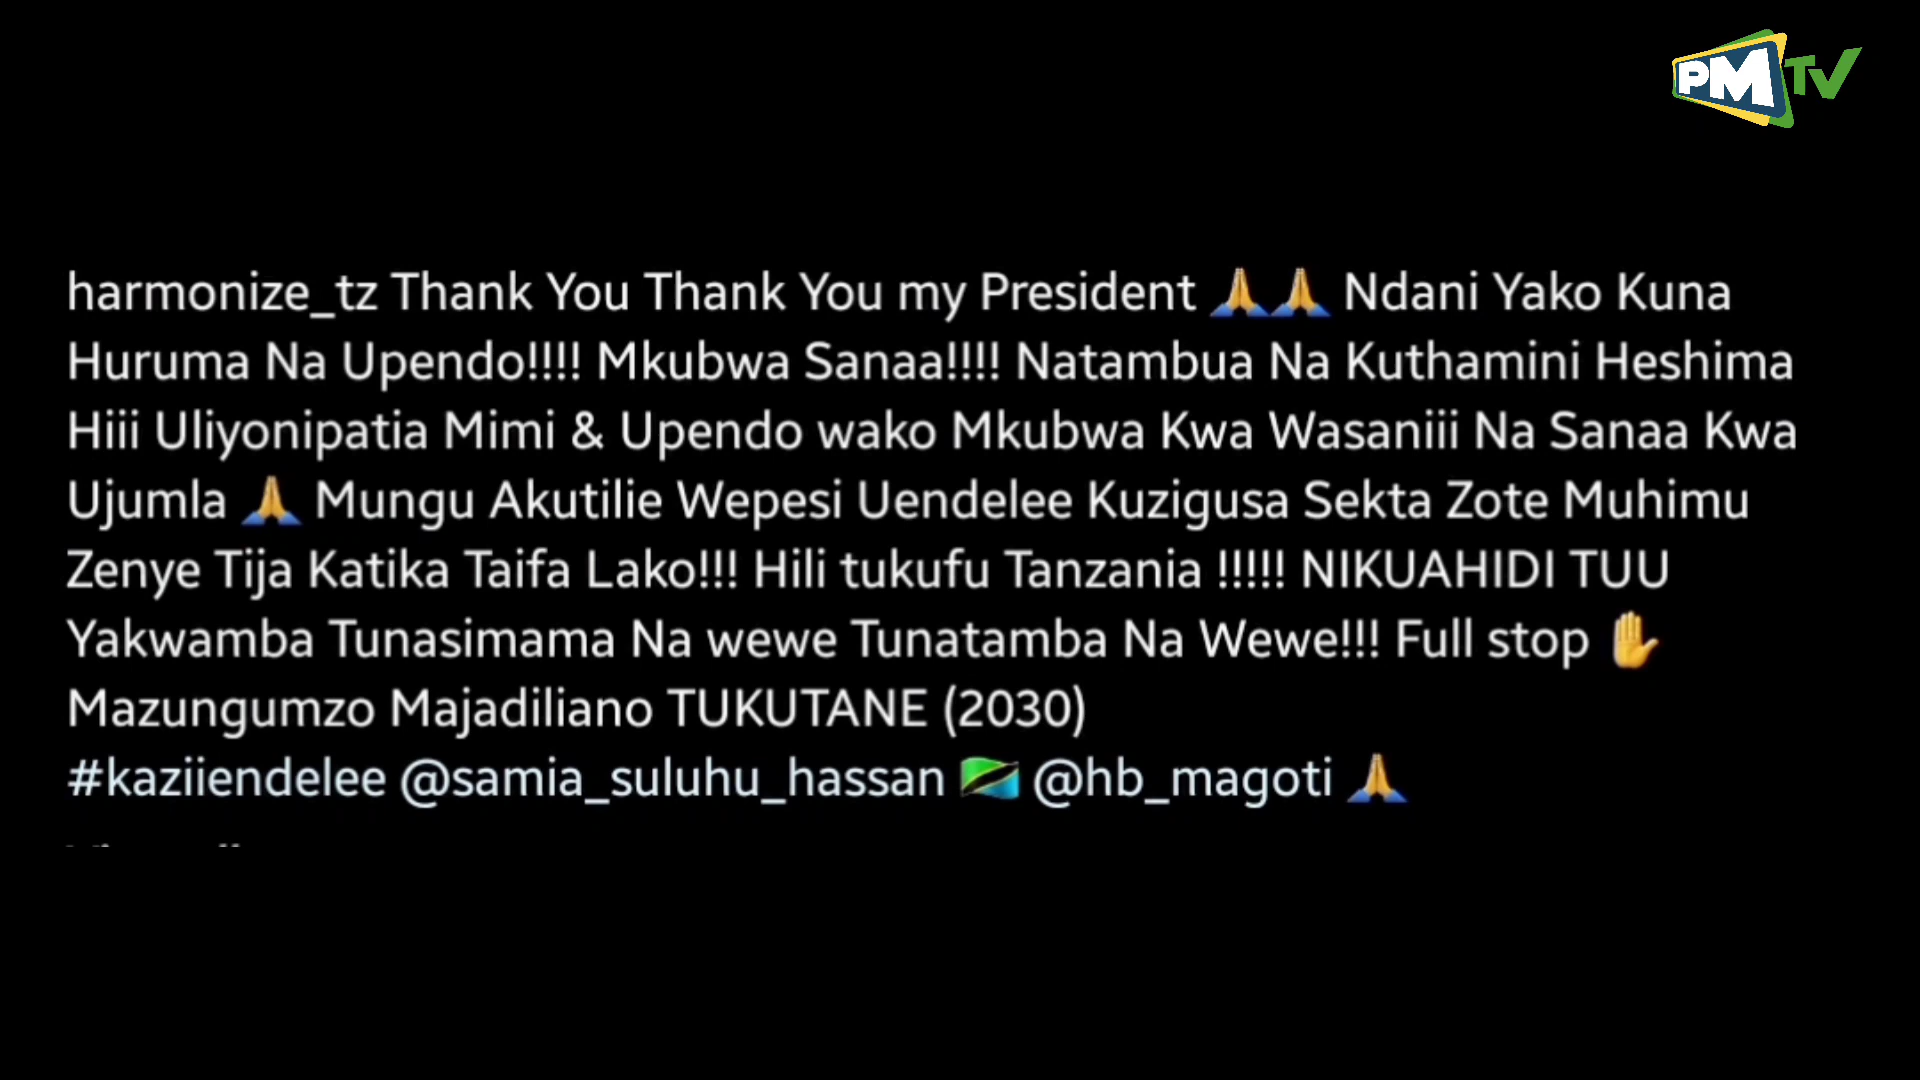 PMTV
harmonize_tz Thank You Thank You my President 🙏🙏 Ndani Yako Kuna
Huruma Na Upendo!!!! Mkubwa Sanaa!!!! Natambua Na Kuthamini Heshima
Hiii Uliyonipatia Mimi & Upendo wako Mkubwa Kwa Wasaniii Na Sanaa Kwa
Ujumla 🙏 Mungu Akutilie Wepesi Uendelee Kuzigusa Sekta Zote Muhimu
Zenye Tija Katika Taifa Lako!!! Hili tukufu Tanzania !!!!! NIKUAHIDI TUU
Yakwamba Tunasimama Na wewe Tunatamba Na Wewe!!! Full stop ✋
Mazungumzo Majadiliano TUKUTANE (2030)
#kaziiendelee @samia_suluhu_hassan 🇹🇿 @hb_magoti 🙏